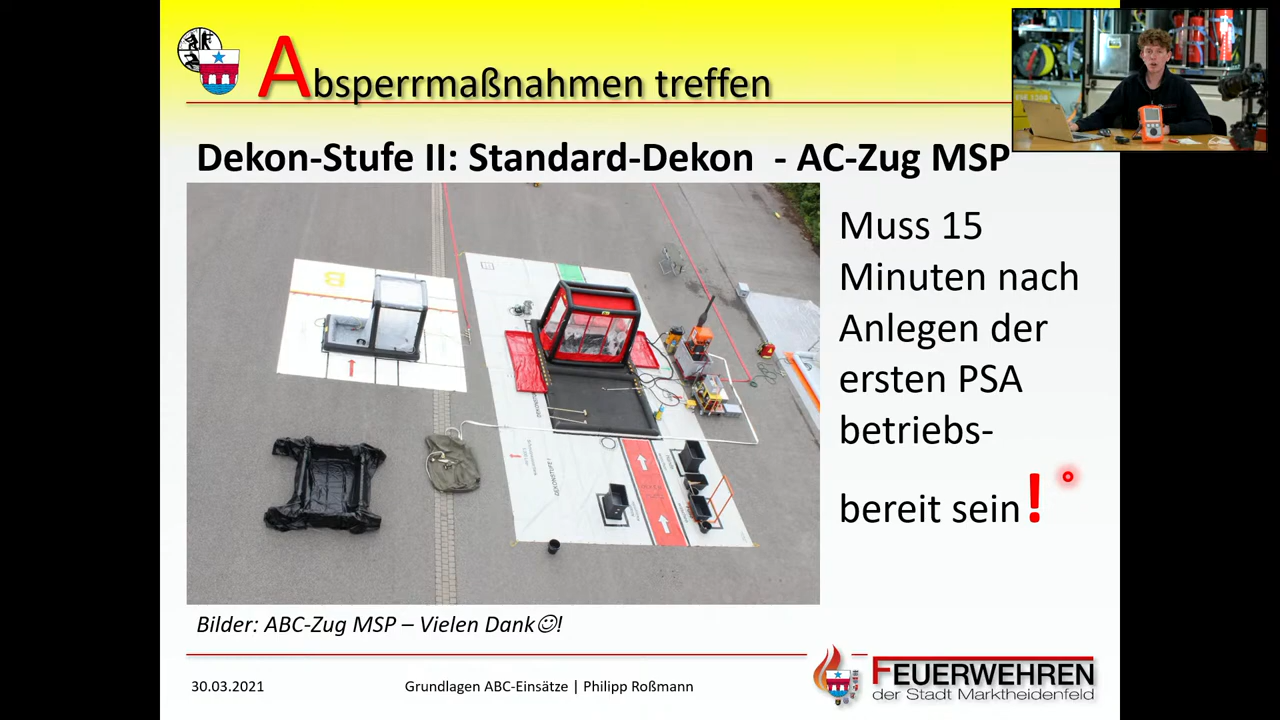 Absperrmaßnahmen treffen
Dekon-Stufe II: Standard-Dekon - AC-Zug MSP
Muss 15
Minuten nach
Anlegen der
ersten PSA
betriebs-
bereit sein!
B
Bilder: ABC-Zug MSP – Vielen Dank☺!
30.03.2021
Grundlagen ABC-Einsätze | Philipp Roßmann
FEUERWEHREN
der Stadt Marktheidenfeld